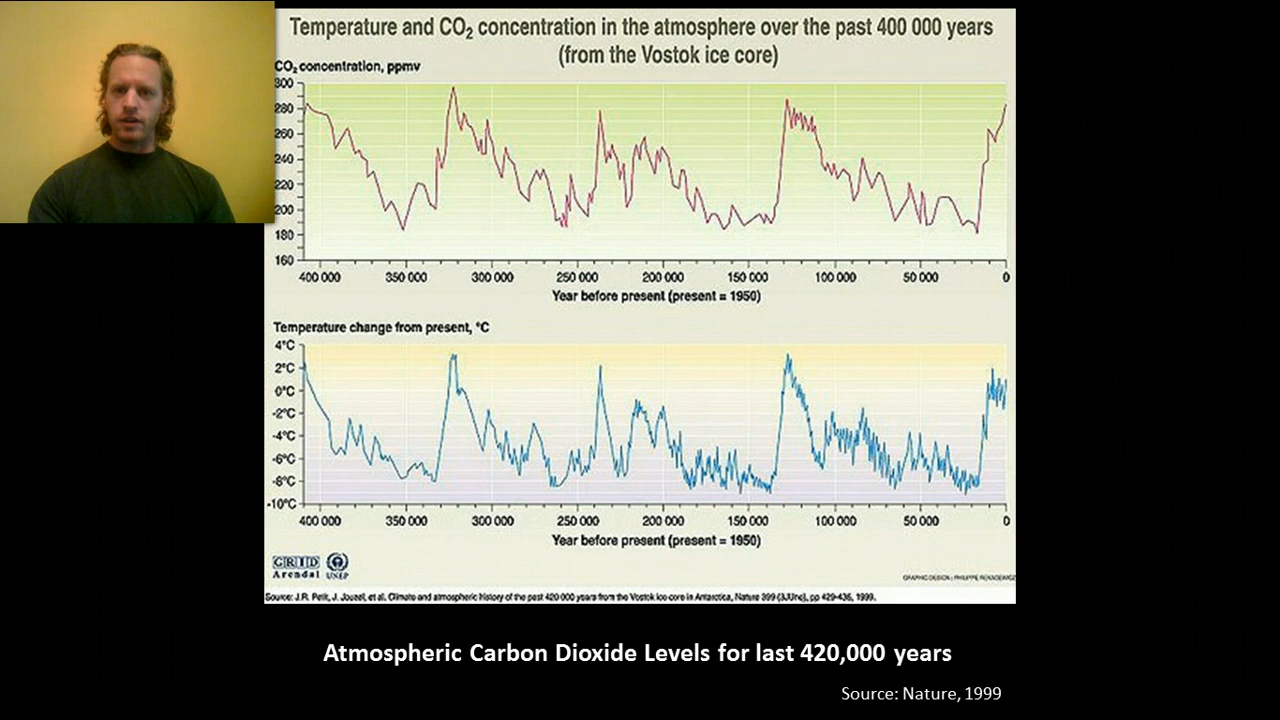 Temperature and CO₂ concentration in the atmosphere over the past 400 000 years
(from the Vostok ice core)
CO₂ concentration, ppmv
300
280
260
240
220
200
180
160
400 000 350 000 300 000 250 000 200 000 150 000 100 000 50 000 0
Year before present (present = 1950)
Temperature change from present, °C
4°C
2°C
0°C
-2°C
-4°C
-6°C
-8°C
-10°C
400 000 350 000 300 000 250 000 200 000 150 000 100 000 50 000 0
Year before present (present = 1950)
GRID
Arendal UNEP
GRAPHIC DESIGN : PHILIPPE REKACEWICZ
Source: J.R. Petit, J. Jouzel, et al. Climate and atmospheric history of the past 420 000 years from the Vostok ice core in Antarctica, Nature 399 (3JUne), pp 429-436, 1999.
Atmospheric Carbon Dioxide Levels for last 420,000 years
Source: Nature, 1999